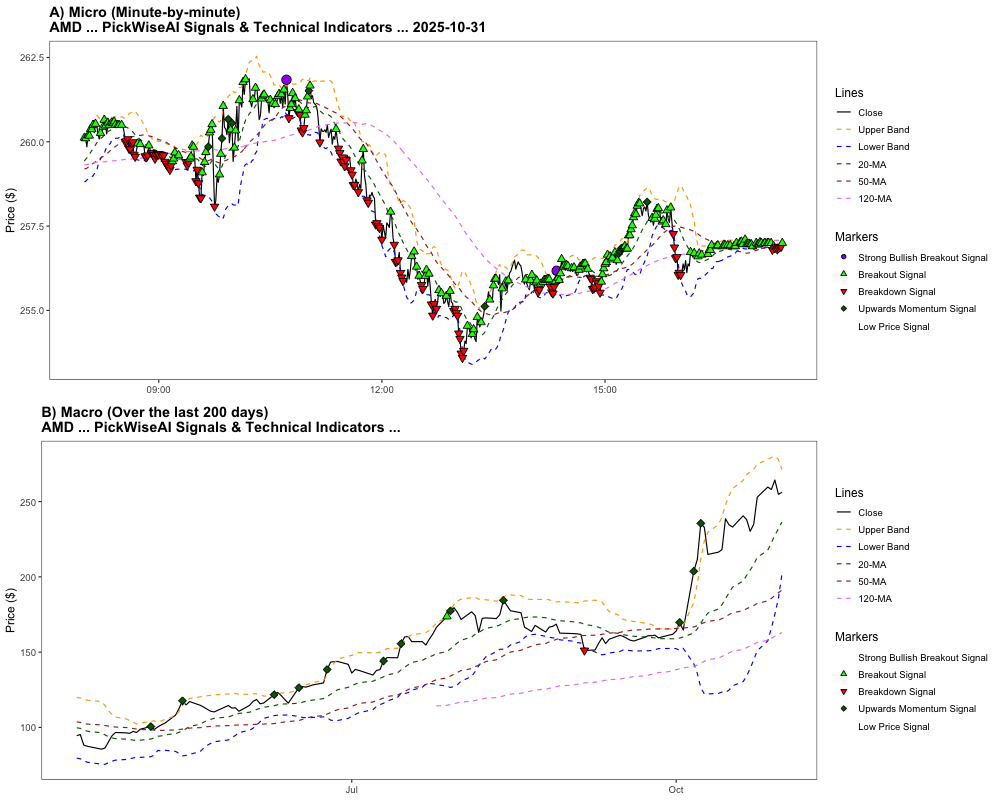 A) Micro (Minute-by-minute)
AMD ... PickWiseAI Signals & Technical Indicators ... 2025-10-31
Price ($)
262.5
260.0
257.5
255.0
09:00
12:00
15:00
Lines
Close
Upper Band
Lower Band
20-MA
50-MA
120-MA
Markers
Strong Bullish Breakout Signal
Breakout Signal
Breakdown Signal
Upwards Momentum Signal
Low Price Signal
B) Macro (Over the last 200 days)
AMD ... PickWiseAI Signals & Technical Indicators ...
Price ($)
250
200
150
100
Jul
Oct
Lines
Close
Upper Band
Lower Band
20-MA
50-MA
120-MA
Markers
Strong Bullish Breakout Signal
Breakout Signal
Breakdown Signal
Upwards Momentum Signal
Low Price Signal